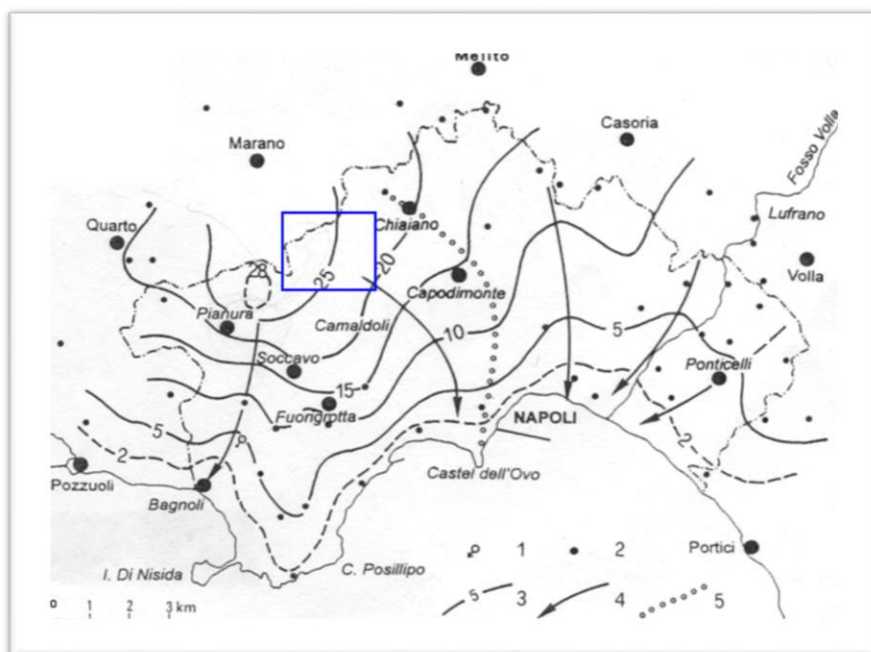 Melito
Casoria
Marano
Fosso Volla
Lufrano
Quarto
Chiaiano
Volla
28
25
20
Capodimonte
Pianura
Camaldoli
10
5
Soccavo
Ponticelli
15
Fuorigrotta
NAPOLI
5
2
2
Castel dell'Ovo
Pozzuoli
Bagnoli
1
2
Portici
C. Posillipo
I. Di Nisida
5
3
4
5
0 1 2 3 km